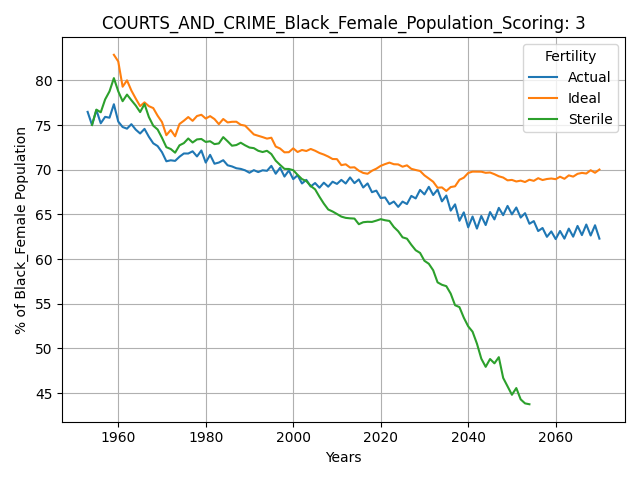 COURTS_AND_CRIME_Black_Female_Population_Scoring: 3
Fertility
Actual
Ideal
Sterile
% of Black_Female Population
80
75
70
65
60
55
50
45
1960
1980
2000
2020
2040
2060
Years